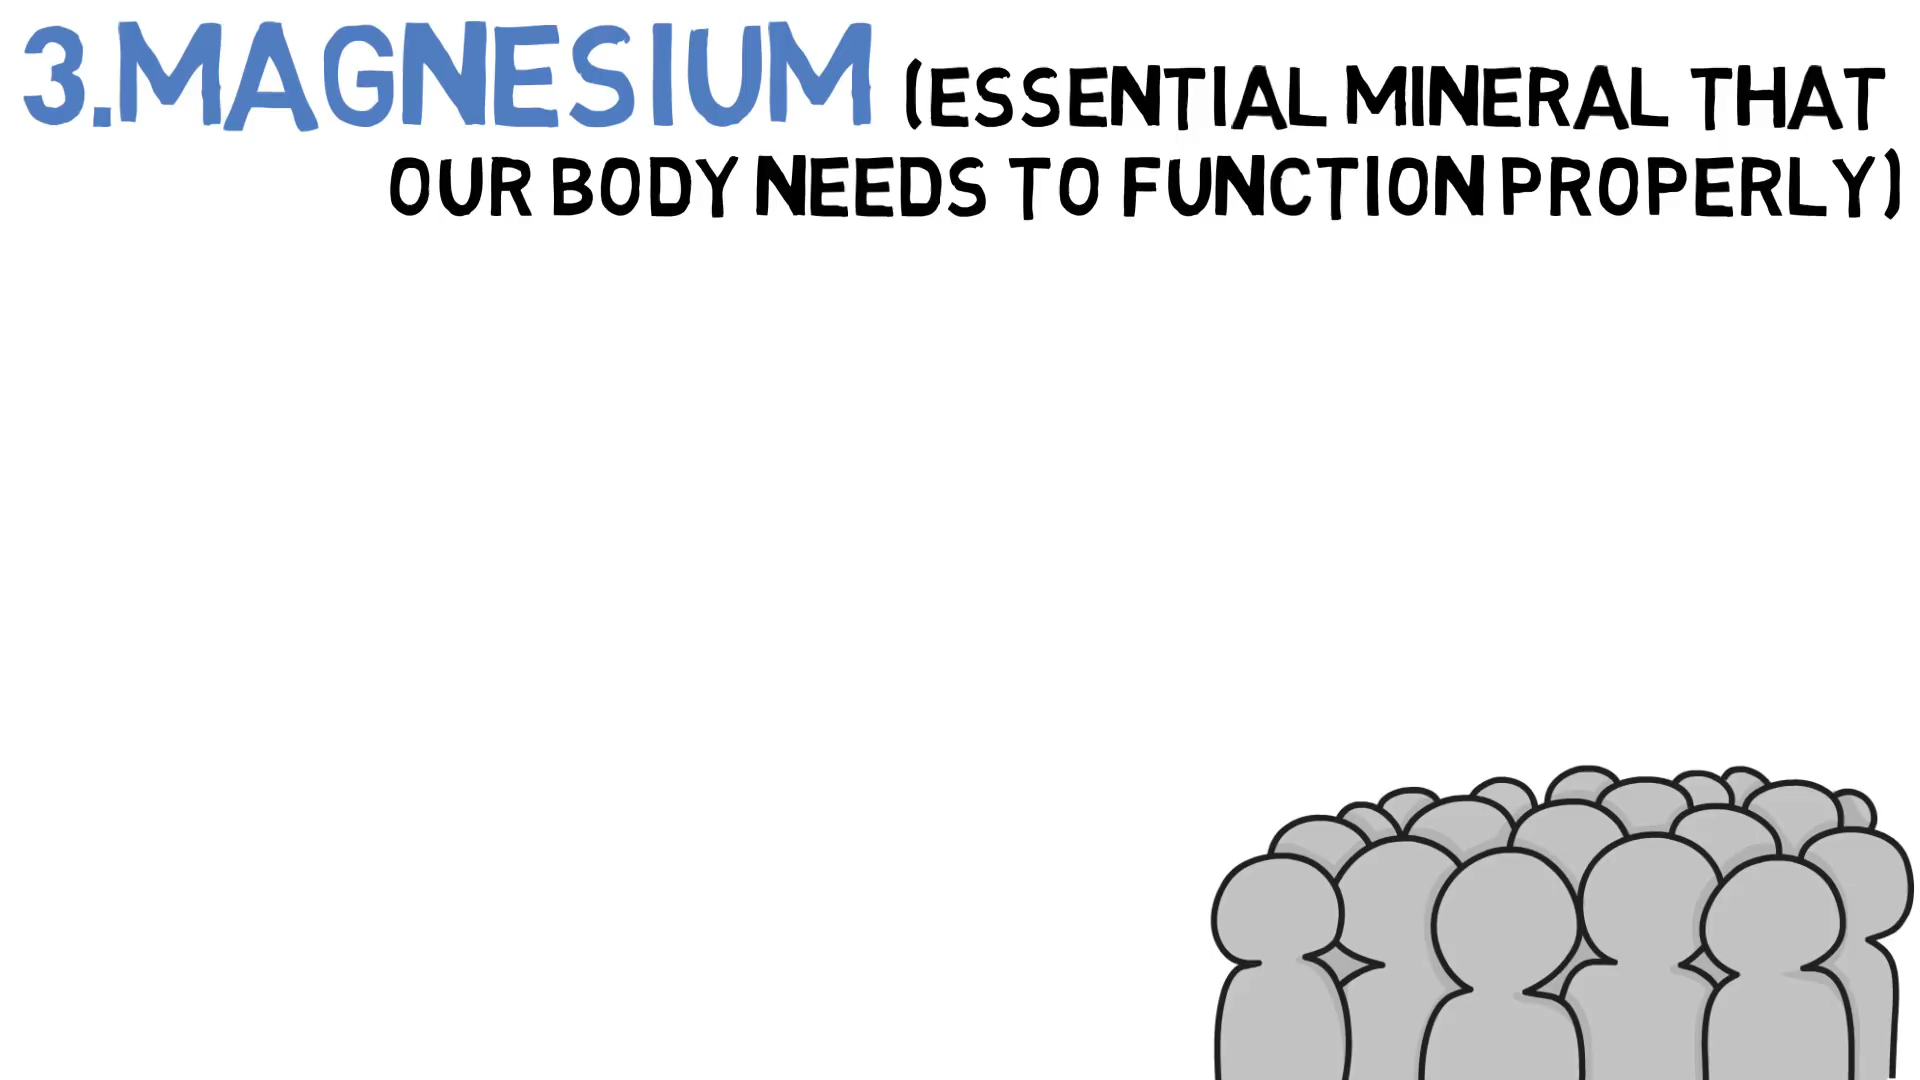 3.MAGNESIUM (ESSENTIAL MINERAL THAT
OUR BODY NEEDS TO FUNCTION PROPERLY)